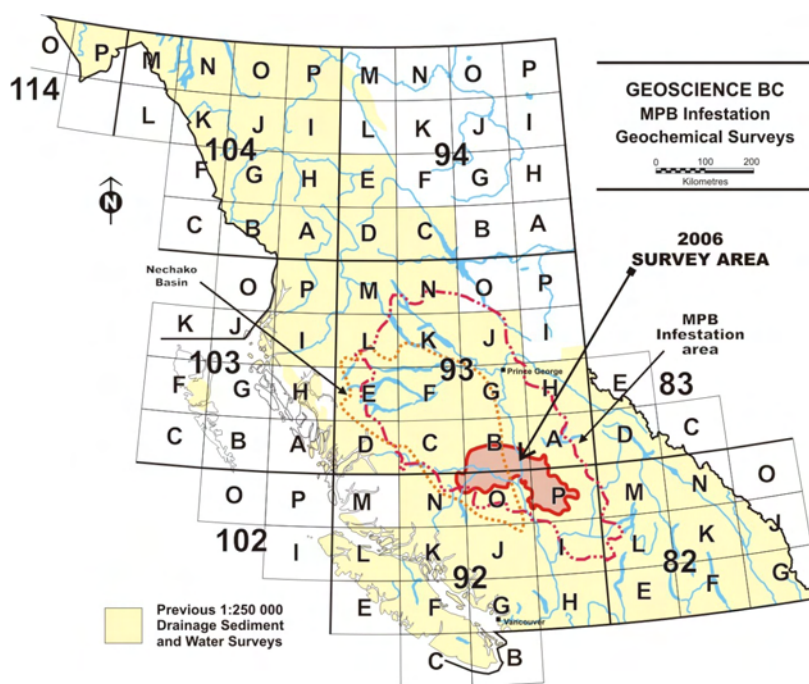 O P M N O P M N O P
114
L K J I L K J I
104 94
F G H E F G H
N
C B A D C B A
GEOSCIENCE BC
MPB Infestation
Geochemical Surveys
0 100 200
Kilometres
2006
SURVEY AREA
Nechako
Basin
O P M N O P
MPB
Infestation
area
K J I L K J I
103 93
Prince George
F G H E F G H E
83
C B A D C B A D C
O P M N O P M N O
102
I L K J I L K J
92 82
E F G H E F G
Vancouver
C B
Previous 1:250 000
Drainage Sediment
and Water Surveys